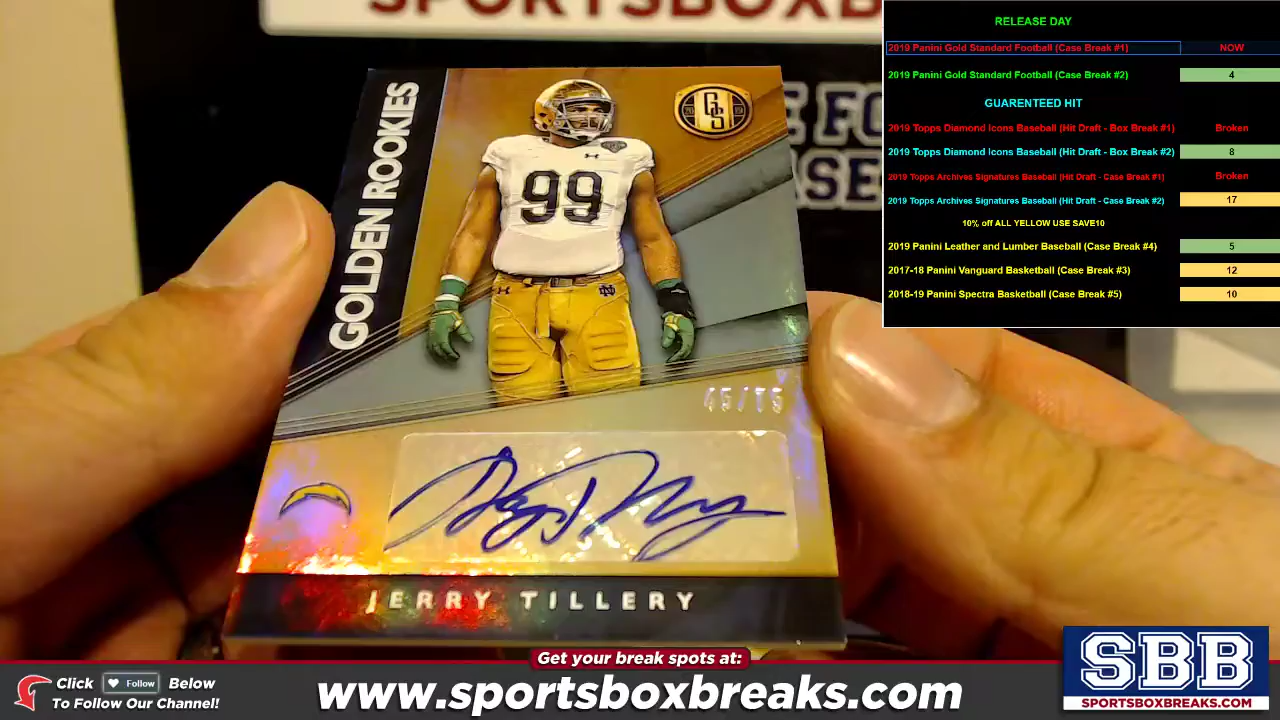 SPORTSBOXB
GOLDEN ROOKIES
GS
99
JERRY TILLERY
RELEASE DAY
2019 Panini Gold Standard Football (Case Break #1) NOW
2019 Panini Gold Standard Football (Case Break #2) 4
GUARENTEED HIT
2019 Topps Diamond Icons Baseball (Hit Draft - Box Break #1) Broken
2019 Topps Diamond Icons Baseball (Hit Draft - Box Break #2) 8
2019 Topps Archives Signatures Baseball (Hit Draft - Case Break #1) Broken
2019 Topps Archives Signatures Baseball (Hit Draft - Case Break #2) 17
10% off ALL YELLOW USE SAVE10
2019 Panini Leather and Lumber Baseball (Case Break #4) 5
2017-18 Panini Vanguard Basketball (Case Break #3) 12
2018-19 Panini Spectra Basketball (Case Break #5) 10
Get your break spots at:
Click Follow Below
To Follow Our Channel!
www.sportsboxbreaks.com
SBB
SPORTSBOXBREAKS.COM